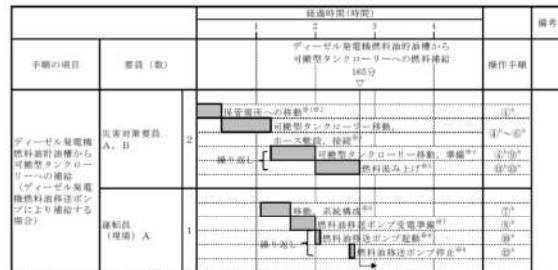 経過時間(時間)
備考
1
2
3
4
手順の項目
要員(数)
ディーゼル発電機燃料油貯油槽から
可搬型タンクローリーへの燃料補給
165分
操作手順
ディーゼル発電機
燃料油貯油槽から
可搬型タンクロー
リーへの補給
(ディーゼル発電
機燃料油移送ポン
プにより補給する
場合)
災害対策要員
A、B
2
保管場所への移動
可搬型タンクローリー移動、
ホース敷設、接続
繰り返し
可搬型タンクローリー移動、準備
燃料汲み上げ
運転員
(現場)A
1
移動、系統構成
燃料油移送ポンプ受電準備
燃料油移送ポンプ起動
繰り返し
燃料油移送ポンプ停止